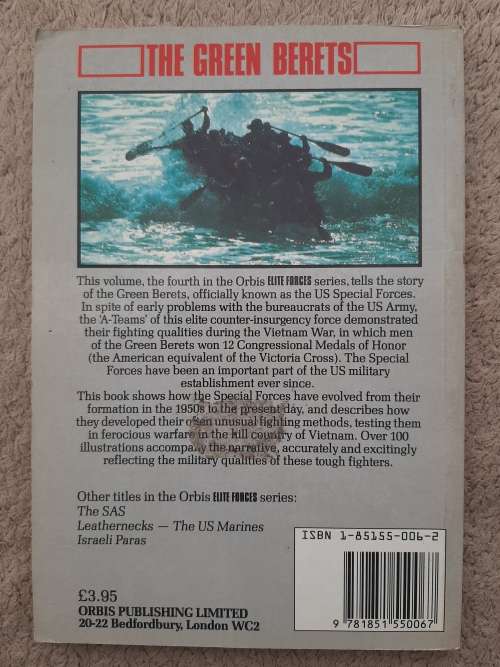 THE GREEN BERETS
This volume, the fourth in the Orbis ELITE FORCES series, tells the story
of the Green Berets, officially known as the US Special Forces.
In spite of early problems with the bureaucrats of the US Army,
the 'A-Teams' of this elite counter-insurgency force demonstrated
their fighting qualities during the Vietnam War, in which men
of the Green Berets won 12 Congressional Medals of Honor
(the American equivalent of the Victoria Cross). The Special
Forces have been an important part of the US military
establishment ever since.
This book shows how the Special Forces have evolved from their
formation in the 1950s to the present day, and describes how
they developed their often unusual fighting methods, testing them
in ferocious warfare in the hill country of Vietnam. Over 100
illustrations accompany the narrative, accurately and excitingly
reflecting the military qualities of these tough fighters.
Other titles in the Orbis ELITE FORCES series:
The SAS
Leathernecks — The US Marines
Israeli Paras
ISBN 1-85155-006-2
9 781851 550067
£3.95
ORBIS PUBLISHING LIMITED
20-22 Bedfordbury, London WC2